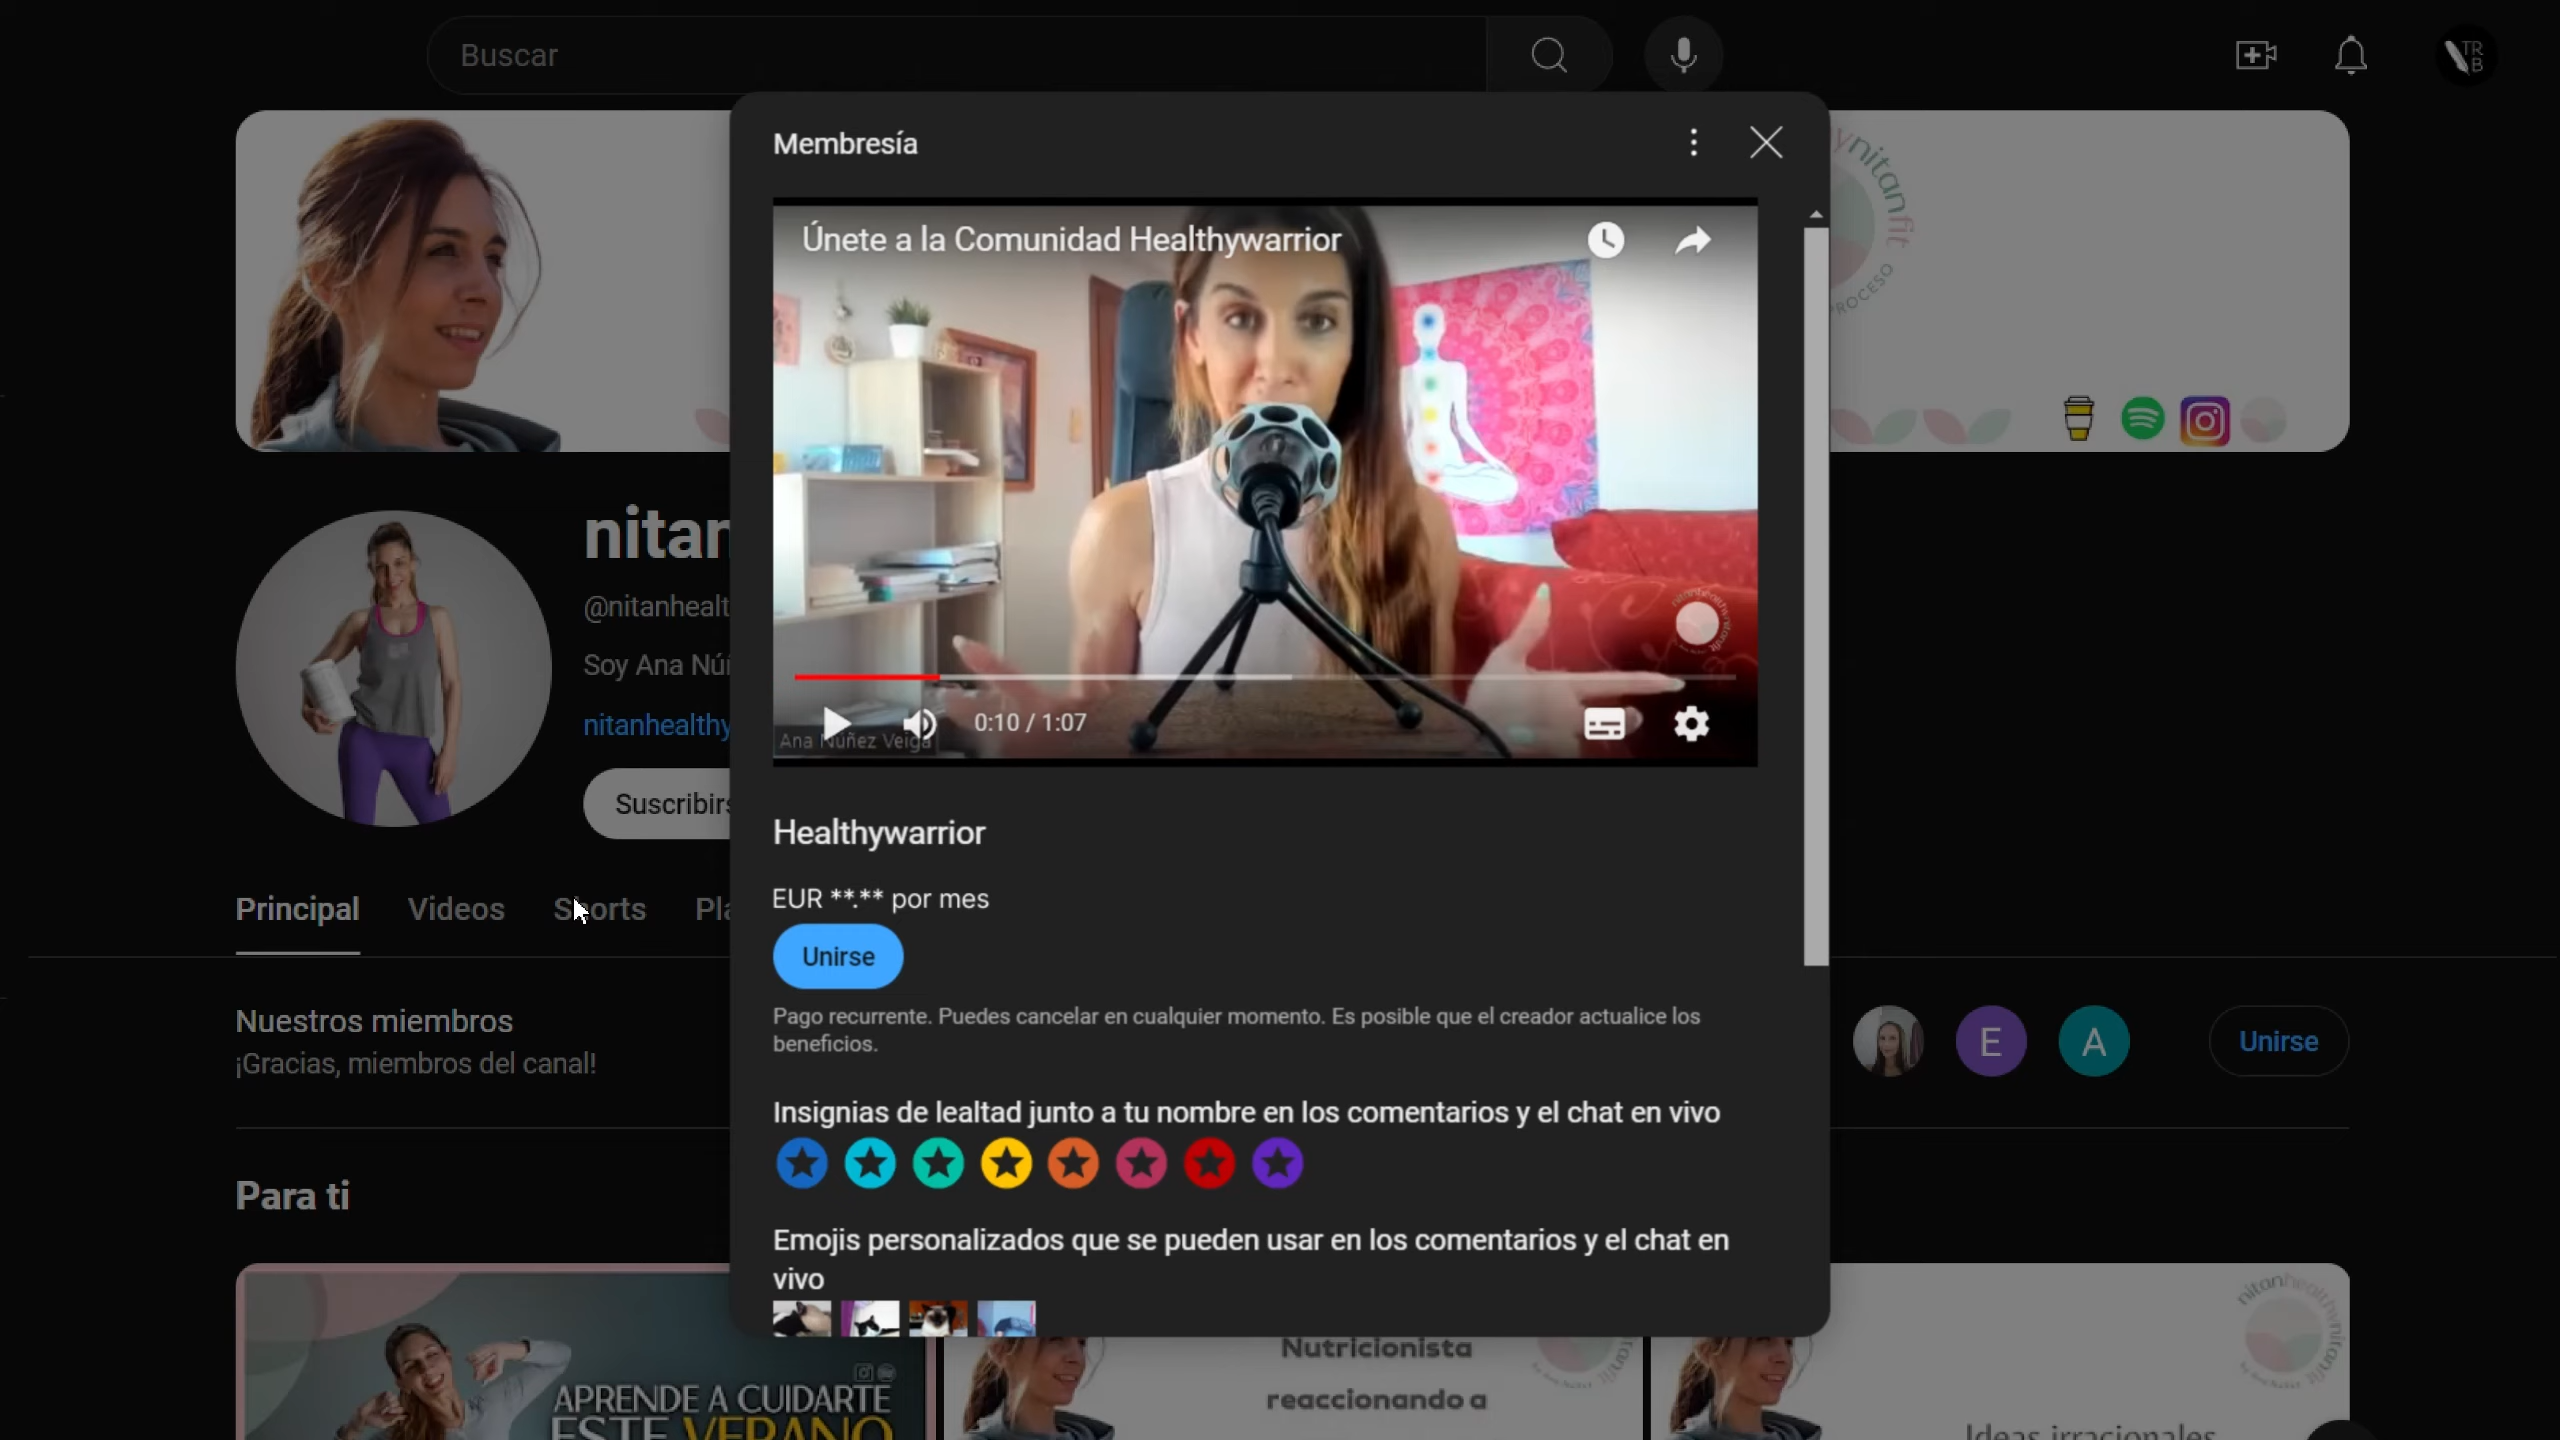 Buscar
TR
B
Membresía
Únete a la Comunidad Healthywarrior
0:10 / 1:07
Ana Núñez Veiga
ynitanfit
PROCESO
nitan
@nitanhealt
Soy Ana Núñ
nitanhealthy
Suscribirs
Healthywarrior
EUR **.** por mes
Unirse
Pago recurrente. Puedes cancelar en cualquier momento. Es posible que el creador actualice los
beneficios.
Principal
Videos
Shorts
Pla
Nuestros miembros
¡Gracias, miembros del canal!
E
A
Unirse
Insignias de lealtad junto a tu nombre en los comentarios y el chat en vivo
Emojis personalizados que se pueden usar en los comentarios y el chat en
vivo
Para ti
APRENDE A CUIDARTE
ESTE VERANO
Nutricionista
reaccionando a
Ideas irracionales